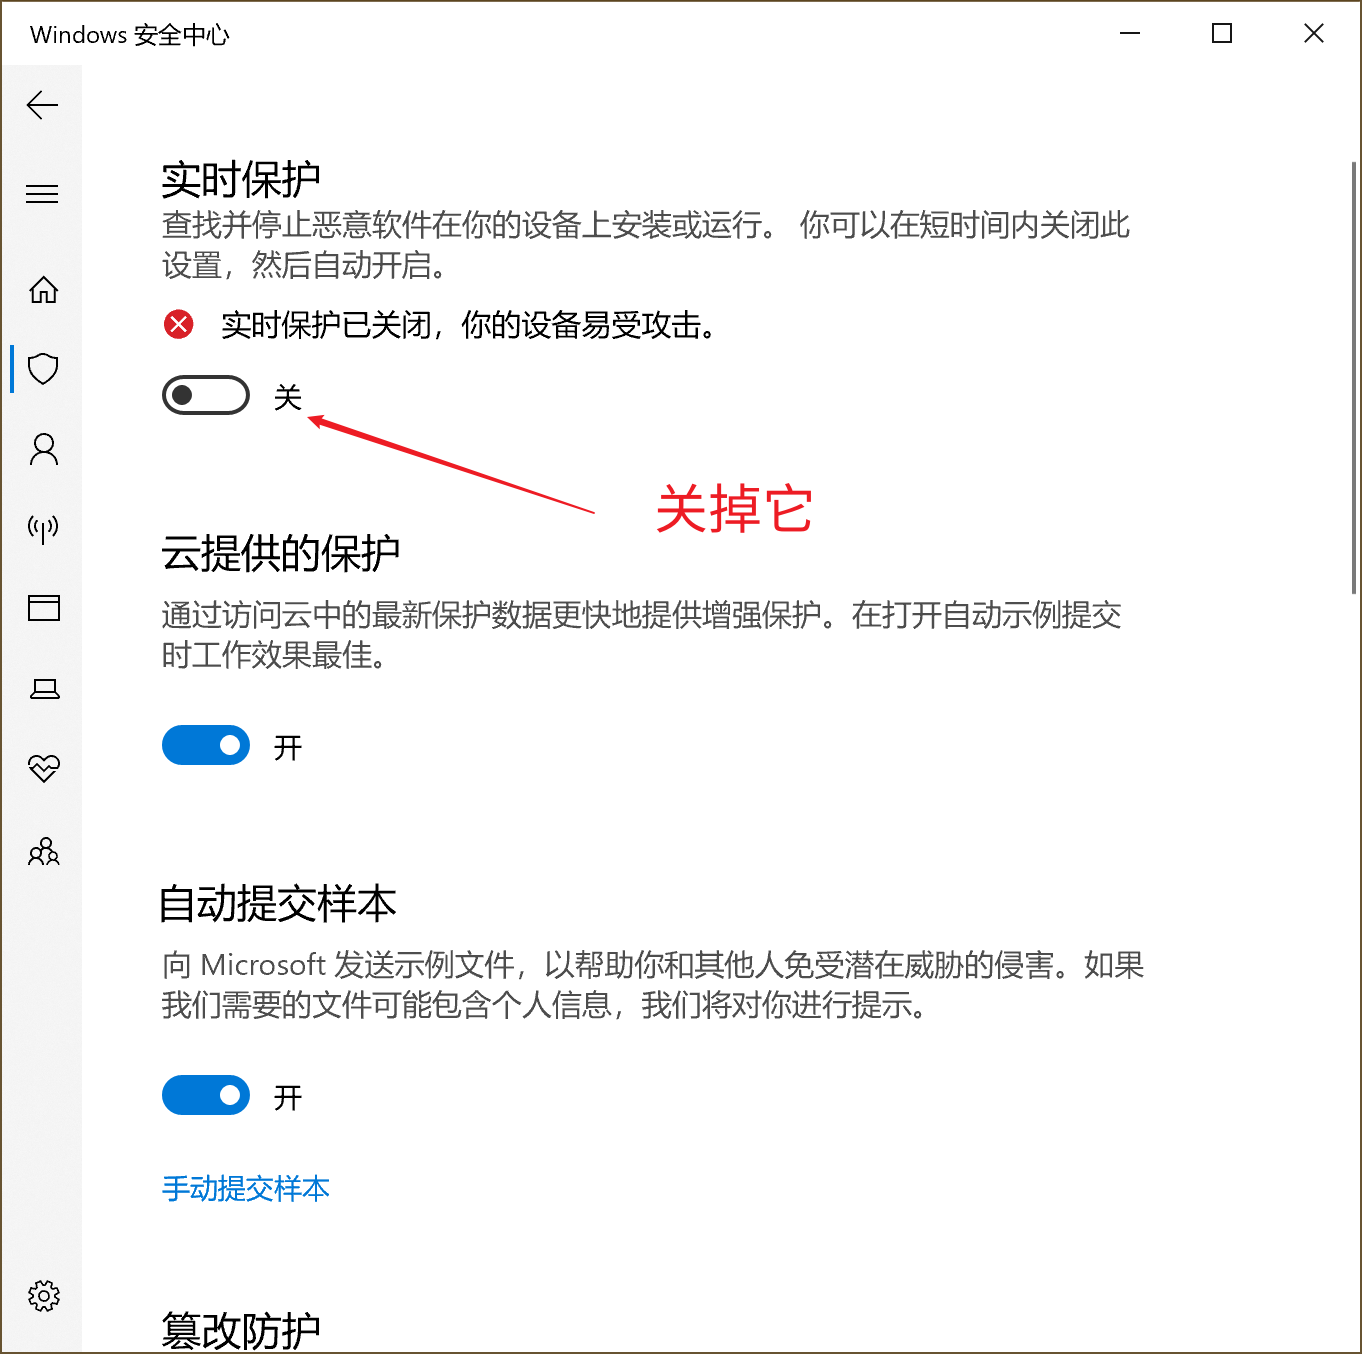 Windows 安全中心
实时保护
查找并停止恶意软件在你的设备上安装或运行。 你可以在短时间内关闭此
设置，然后自动开启。
实时保护已关闭，你的设备易受攻击。
关
关掉它
云提供的保护
通过访问云中的最新保护数据更快地提供增强保护。在打开自动示例提交
时工作效果最佳。
开
自动提交样本
向 Microsoft 发送示例文件，以帮助你和其他人免受潜在威胁的侵害。如果
我们需要的文件可能包含个人信息，我们将对你进行提示。
开
手动提交样本
篡改防护